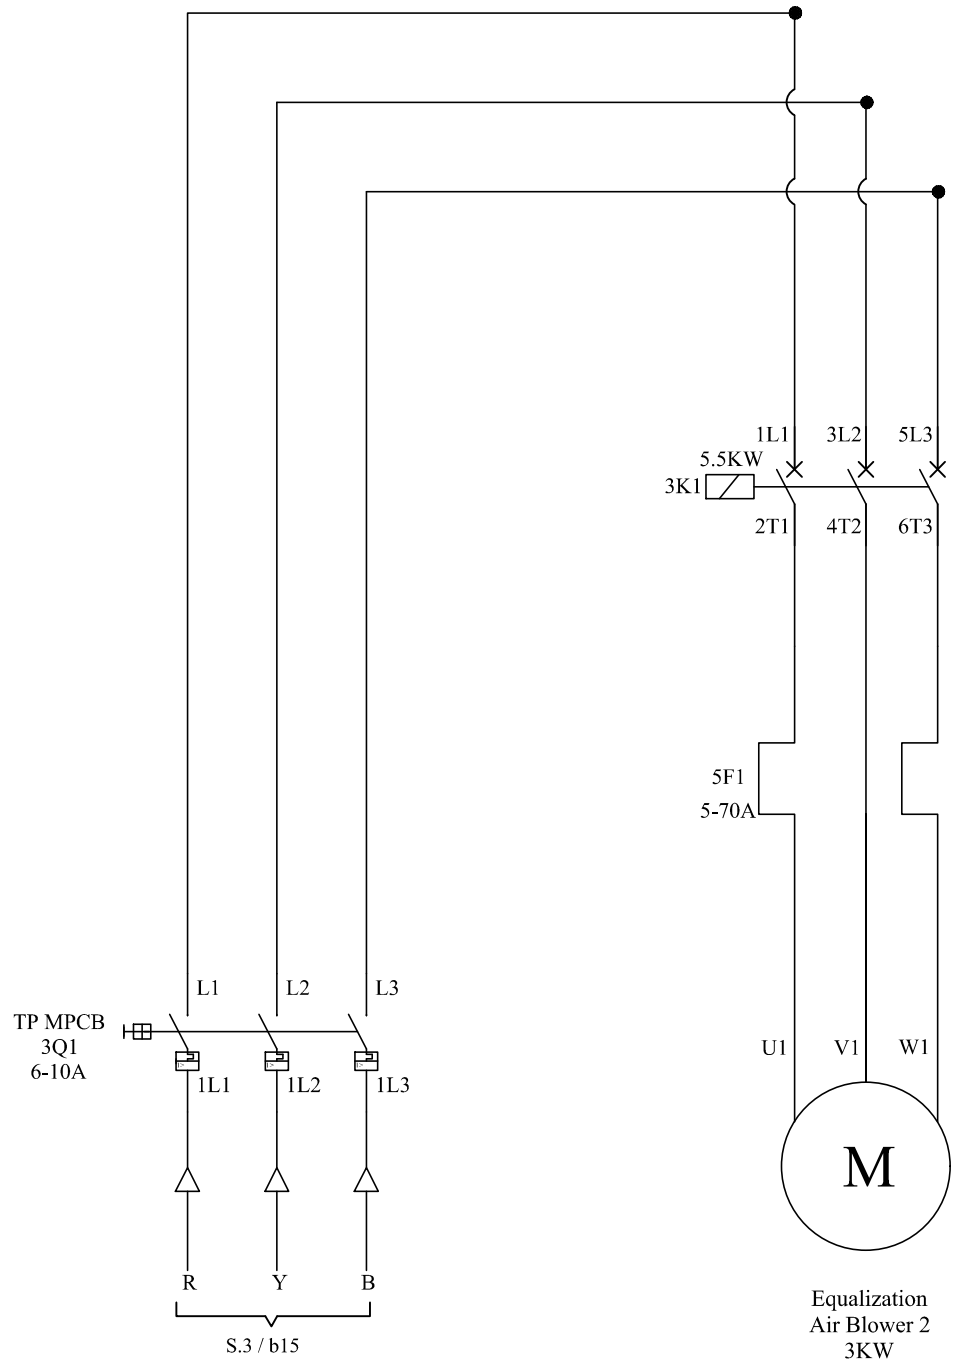 1L1
3L2
5L3
5.5KW
3K1
2T1
4T2
6T3
5F1
5-70A
L1
L2
L3
TP MPCB
3Q1
6-10A
1L1
1L2
1L3
U1
V1
W1
M
R
Y
B
S.3 / b15
Equalization
Air Blower 2
3KW